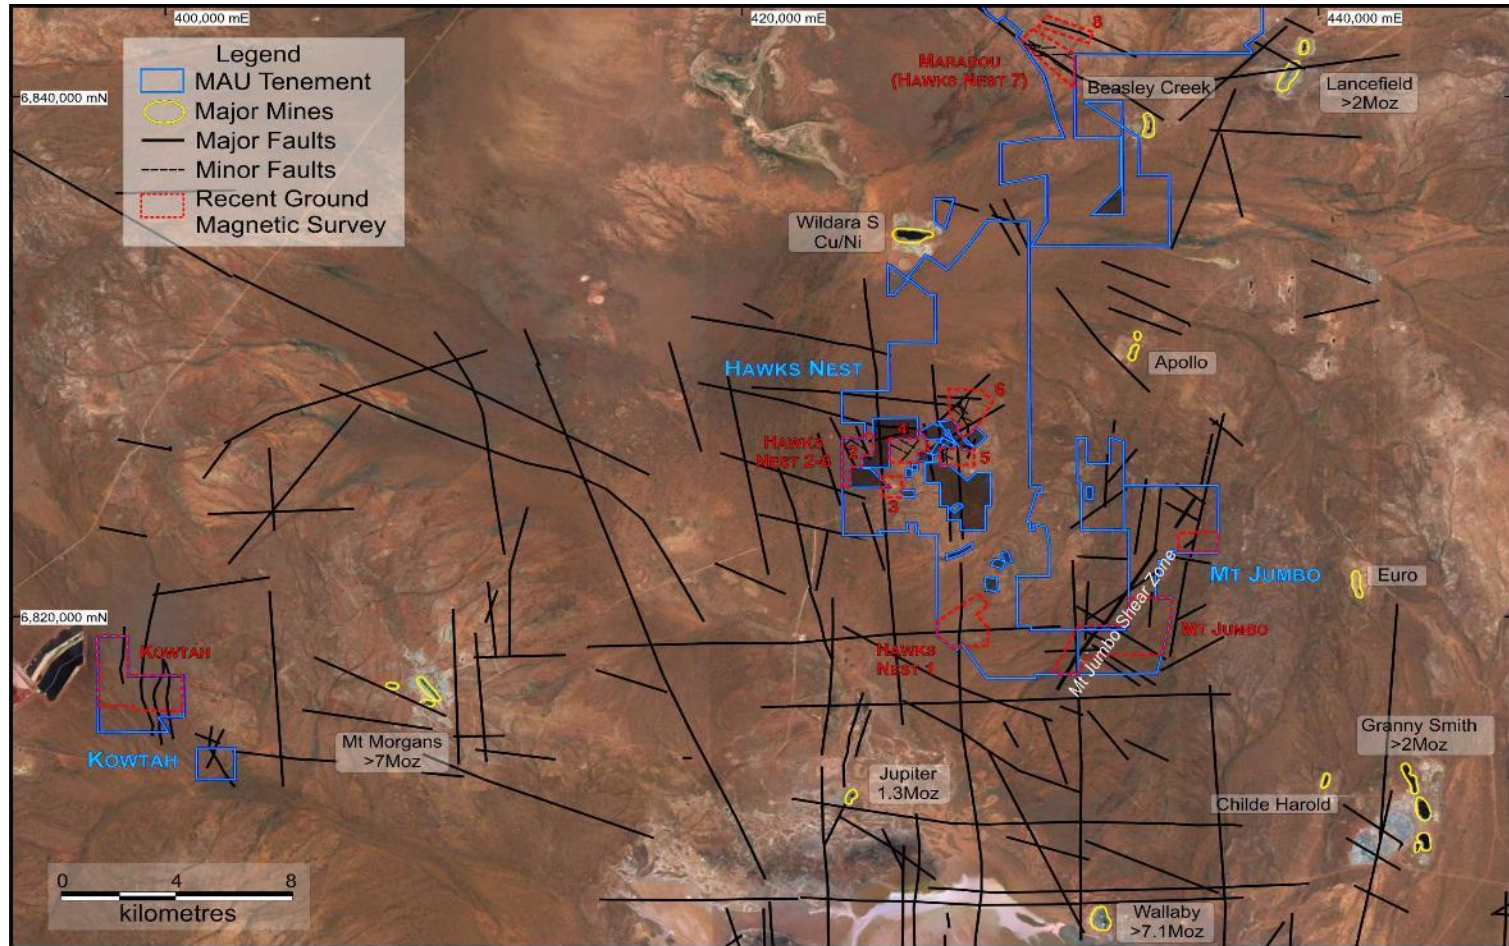 400,000 mE
420,000 mE
440,000 mE
Legend
MAU Tenement
Major Mines
Major Faults
Minor Faults
Recent Ground
Magnetic Survey
6,840,000 mN
8
MARABOU
(HAWKS NEST 7)
Beasley Creek
Lancefield
>2Moz
Wildara S
Cu/Ni
Apollo
HAWKS NEST
6
4
HAWKS
NEST 2-6
2
5
3
Mt Jumbo Shear Zone
MT JUMBO
Euro
6,820,000 mN
KOWTAH
HAWKS
NEST 1
MT JUMBO
KOWTAH
Mt Morgans
>7Moz
Jupiter
1.3Moz
Granny Smith
>2Moz
Childe Harold
Wallaby
>7.1Moz
0 4 8
kilometres